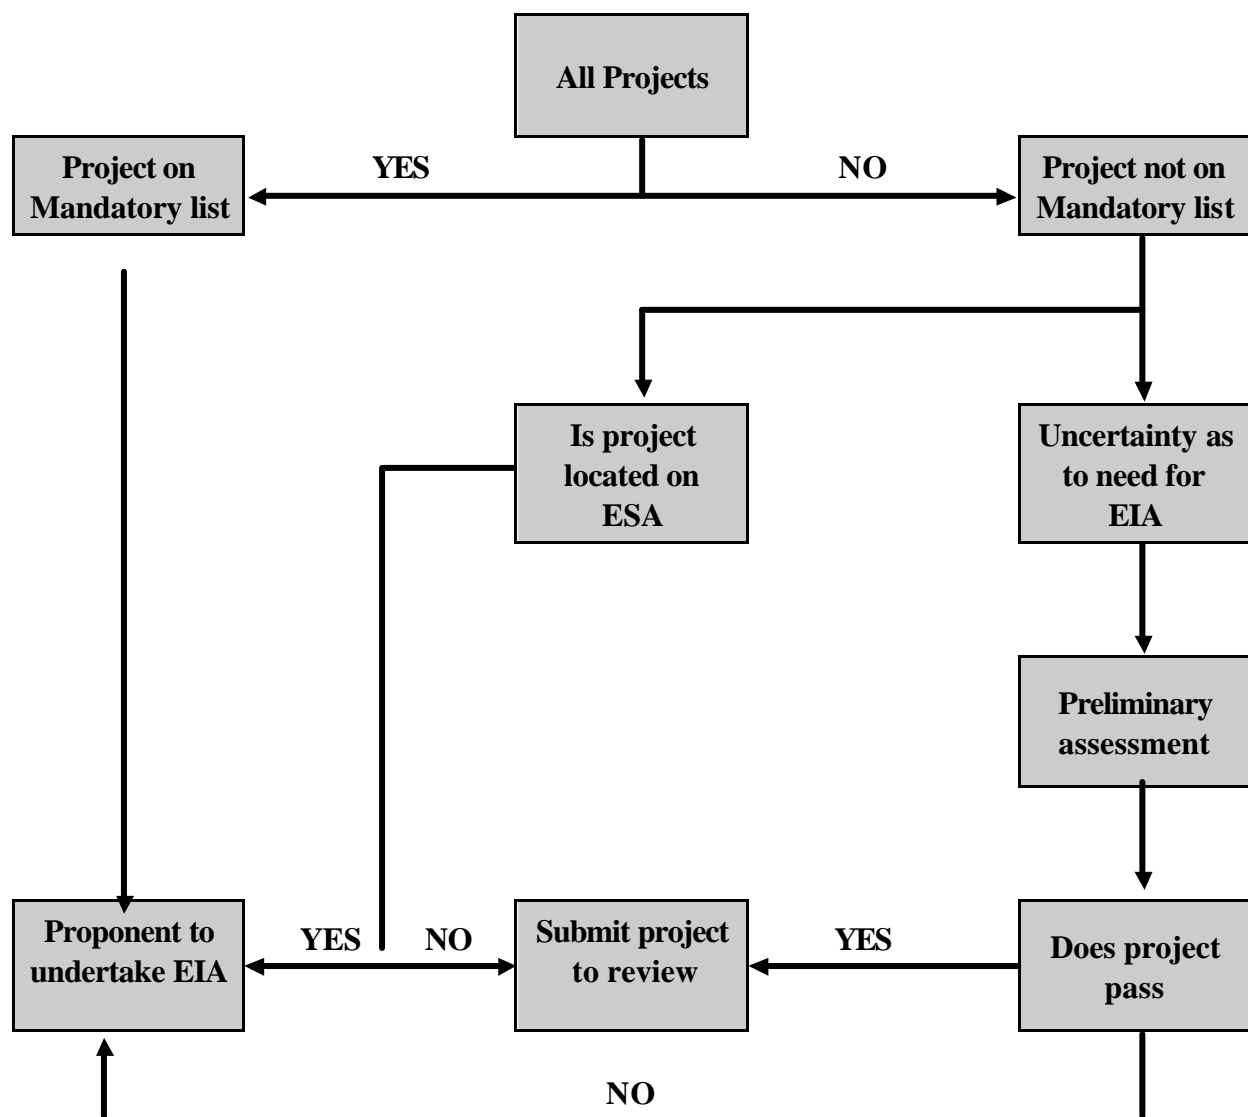 All Projects
YES
NO
Project on
Mandatory list
Project not on
Mandatory list
Is project
located on
ESA
Uncertainty as
to need for
EIA
Preliminary
assessment
Proponent to
undertake EIA
YES
NO
Submit project
to review
YES
Does project
pass
NO